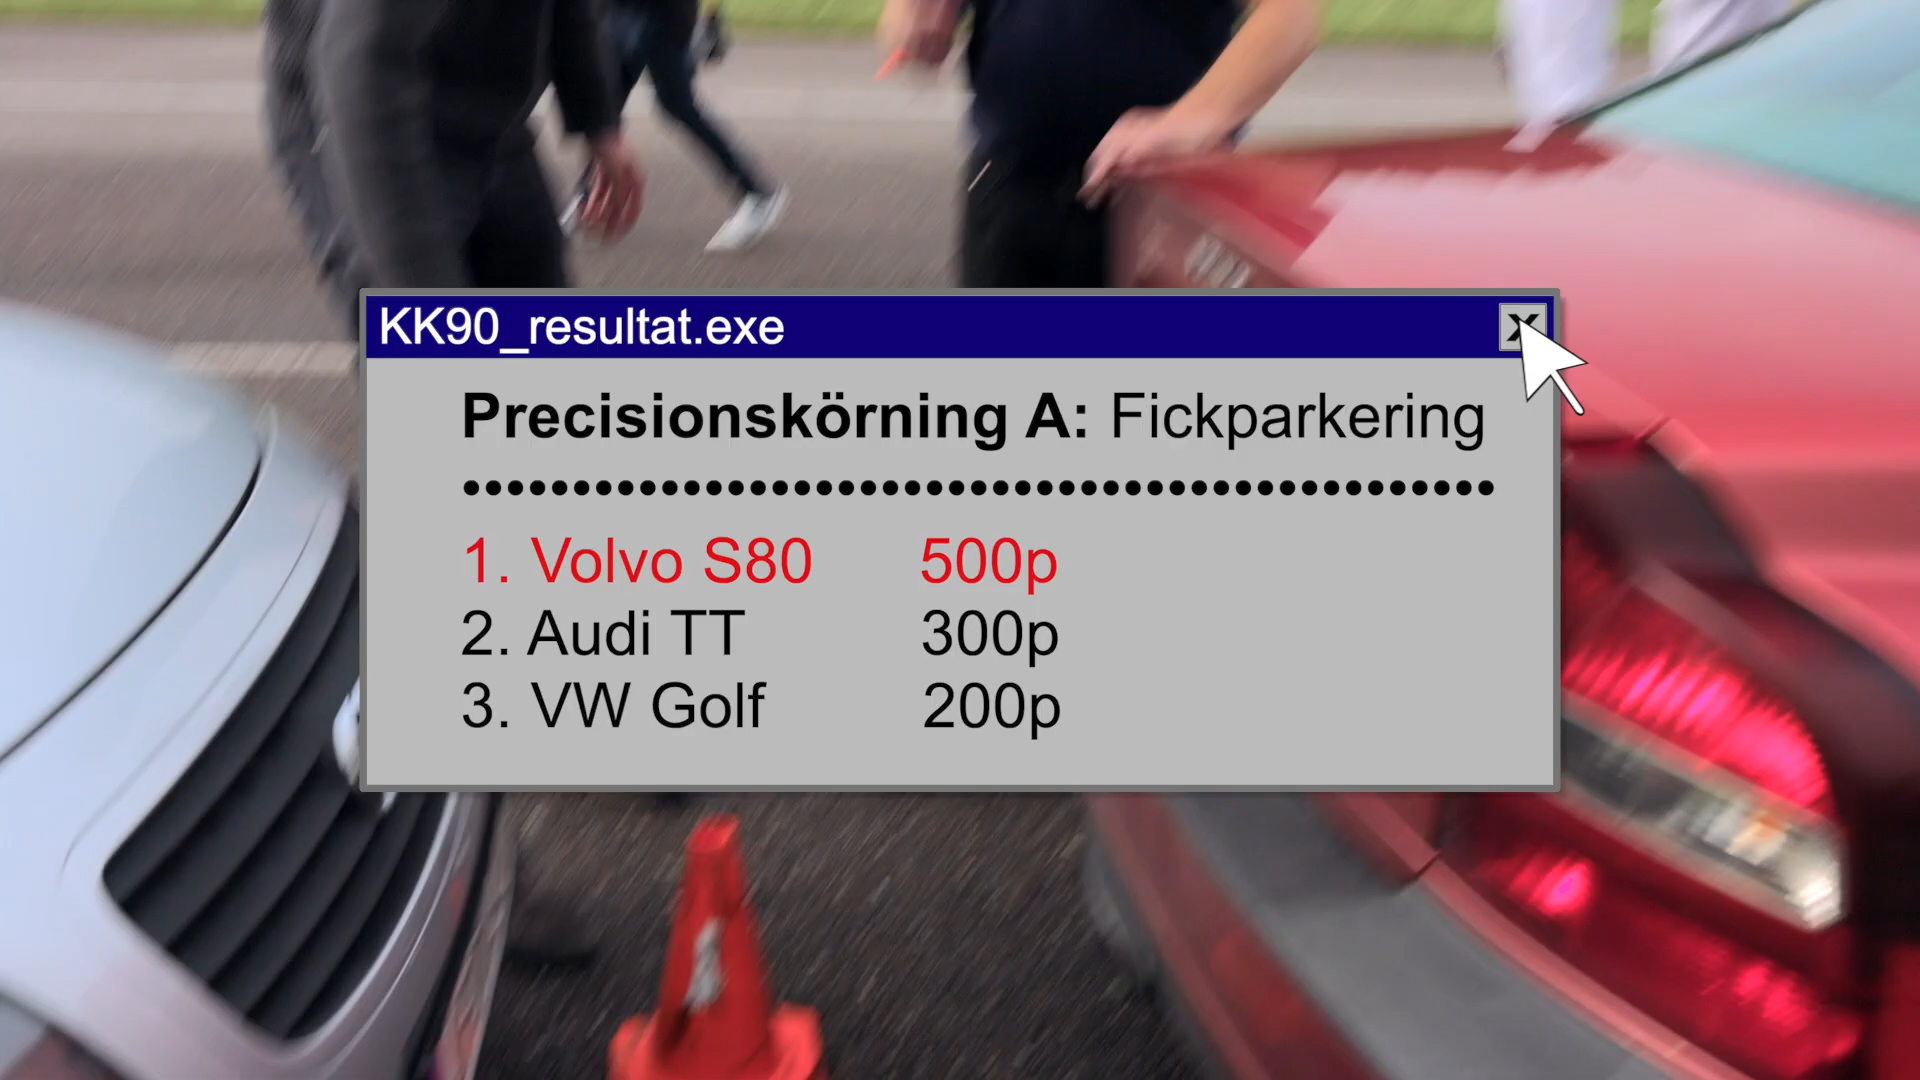 KK90_resultat.exe
X
Precisionskörning A: Fickparkering
1. Volvo S80 500p
2. Audi TT 300p
3. VW Golf 200p